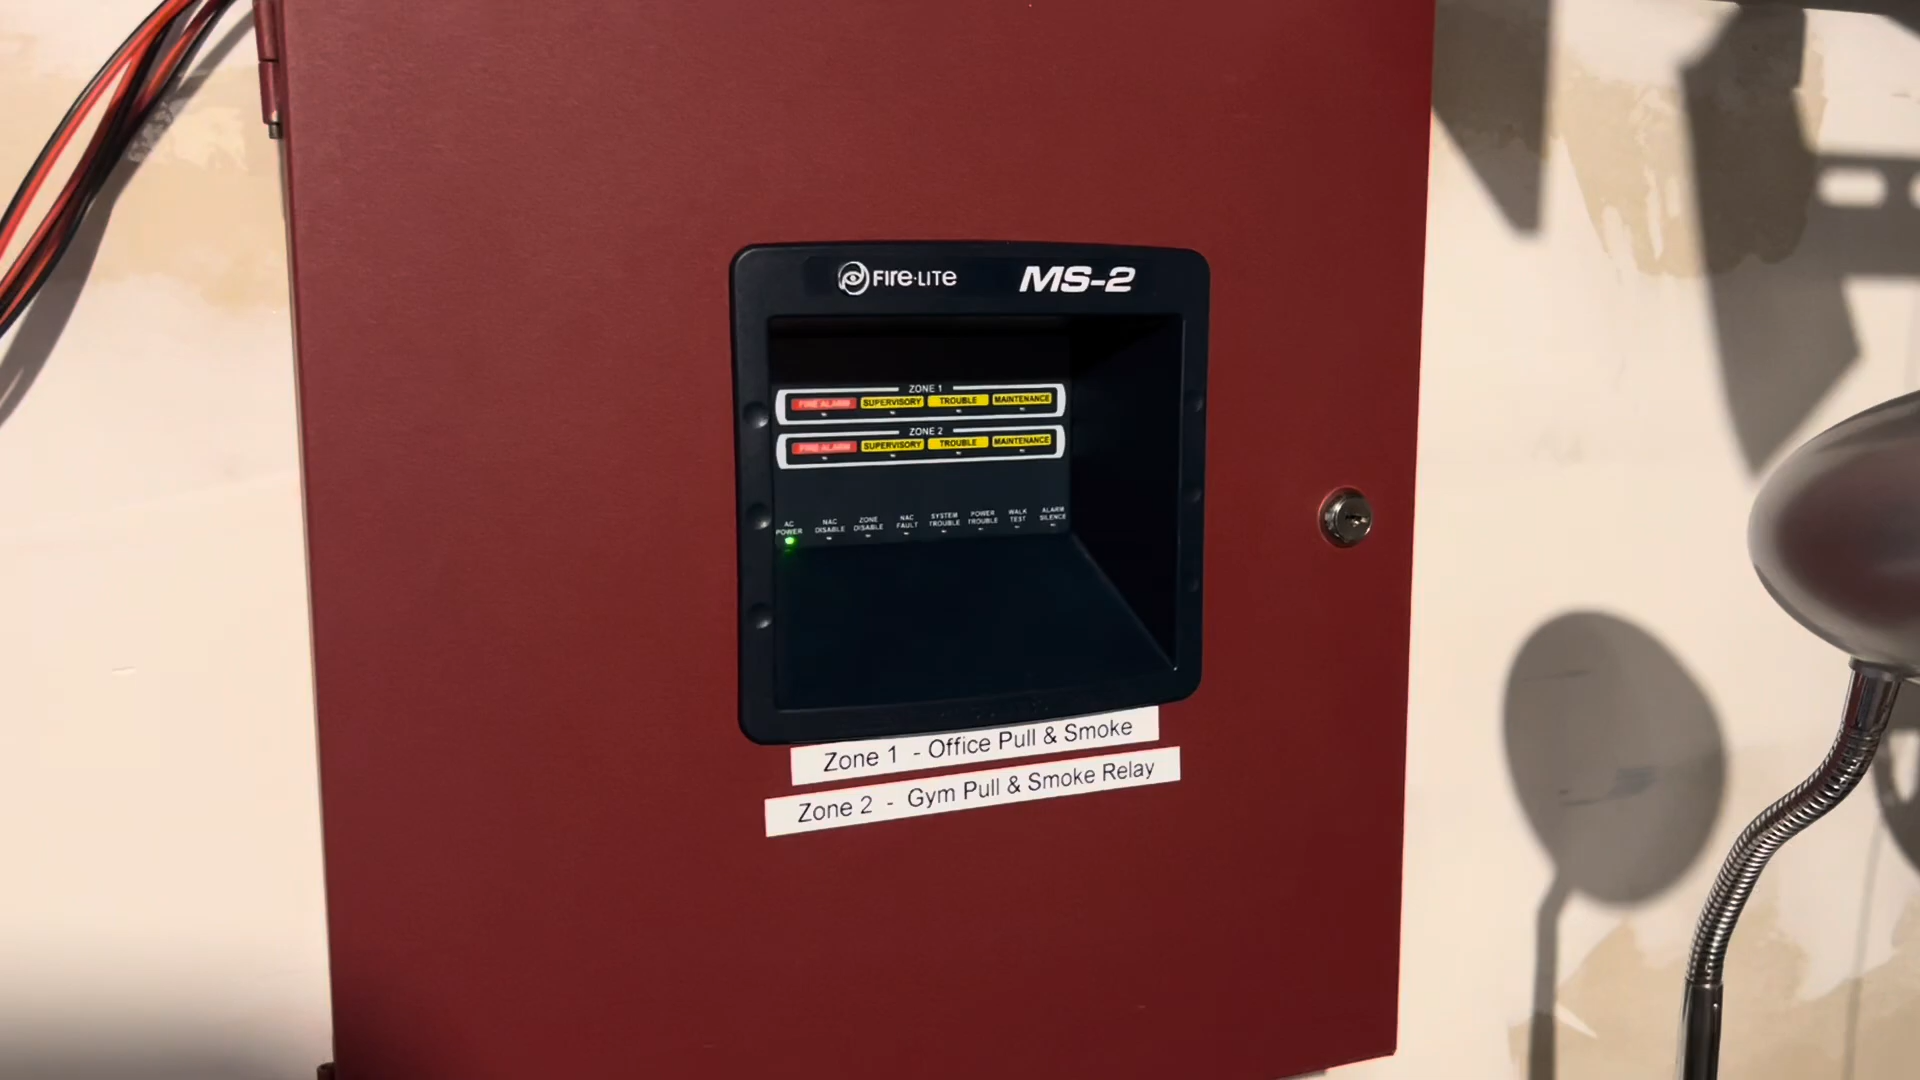 FIRE·LITE MS-2
ZONE 1
FIRE ALARM SUPERVISORY TROUBLE MAINTENANCE
ZONE 2
FIRE ALARM SUPERVISORY TROUBLE MAINTENANCE
AC POWER NAC DISABLE ZONE DISABLE NAC FAULT SYSTEM TROUBLE POWER TROUBLE WALK TEST ALARM SILENCE
Zone 1 - Office Pull & Smoke
Zone 2 - Gym Pull & Smoke Relay